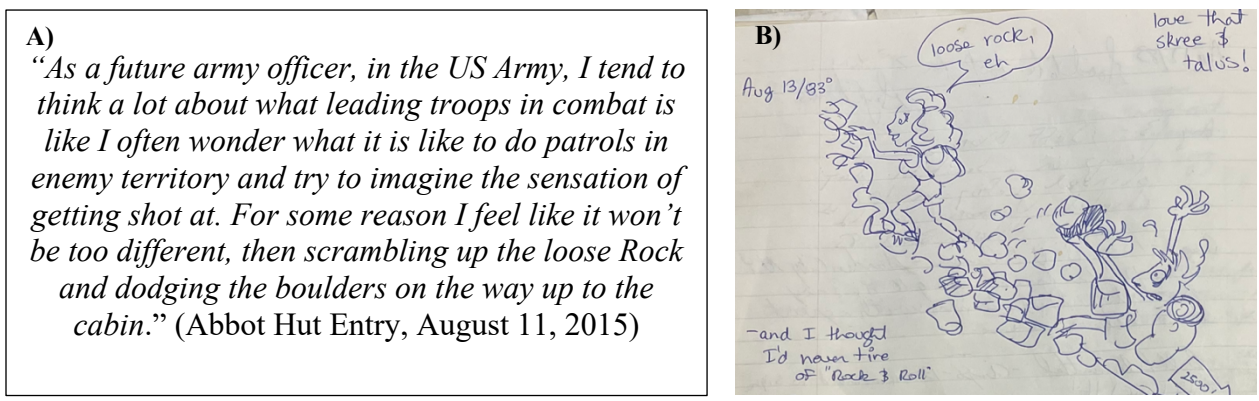 A)
“As a future army officer, in the US Army, I tend to
think a lot about what leading troops in combat is
like I often wonder what it is like to do patrols in
enemy territory and try to imagine the sensation of
getting shot at. For some reason I feel like it won’t
be too different, then scrambling up the loose Rock
and dodging the boulders on the way up to the
cabin.” (Abbot Hut Entry, August 11, 2015)
B)
loose rock,
eh
love that
skree &
talus!
Aug 13/83°
-and I thought
I'd never tire
of "Rock & Roll"
2500'